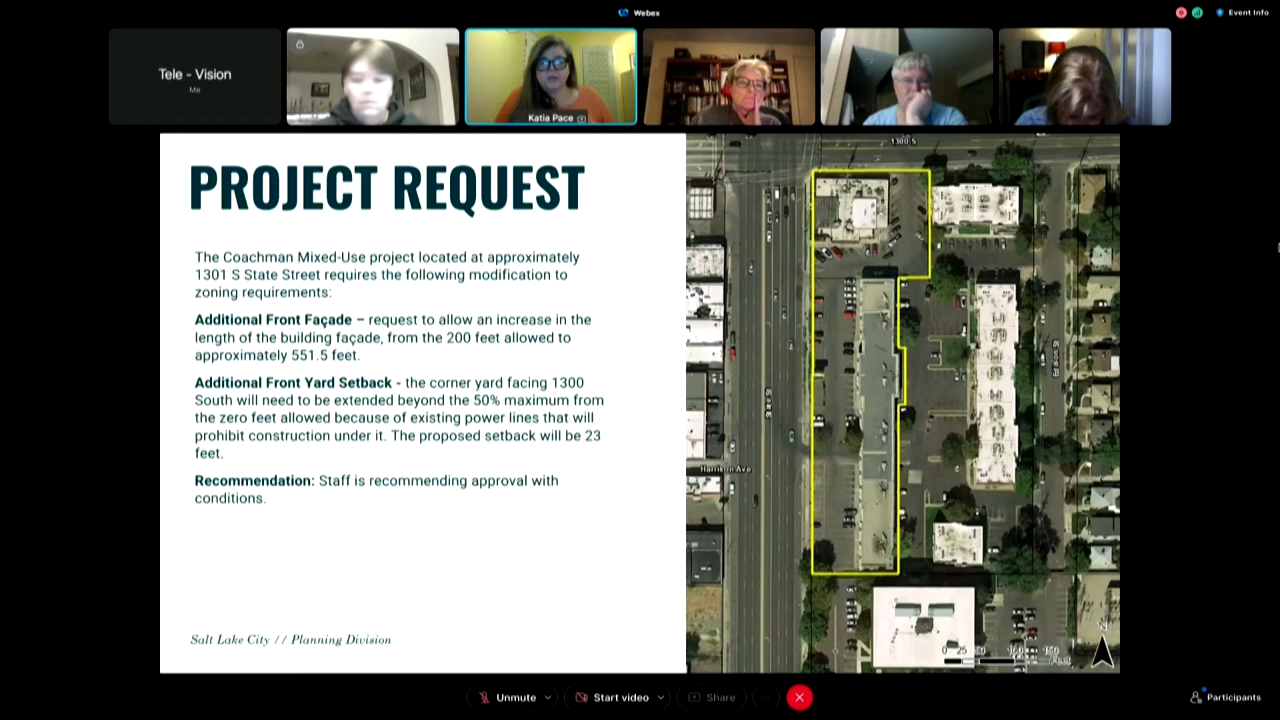 Webex
Event Info
Tele - Vision
Me
Katia Pace
PROJECT REQUEST
The Coachman Mixed-Use project located at approximately
1301 S State Street requires the following modification to
zoning requirements:
Additional Front Façade – request to allow an increase in the
length of the building façade, from the 200 feet allowed to
approximately 551.5 feet.
Additional Front Yard Setback - the corner yard facing 1300
South will need to be extended beyond the 50% maximum from
the zero feet allowed because of existing power lines that will
prohibit construction under it. The proposed setback will be 23
feet.
Recommendation: Staff is recommending approval with
conditions.
Salt Lake City // Planning Division
1300 S
Harrison Ave
N
0 25 50 100 150
Feet
Unmute
Start video
Share
Participants